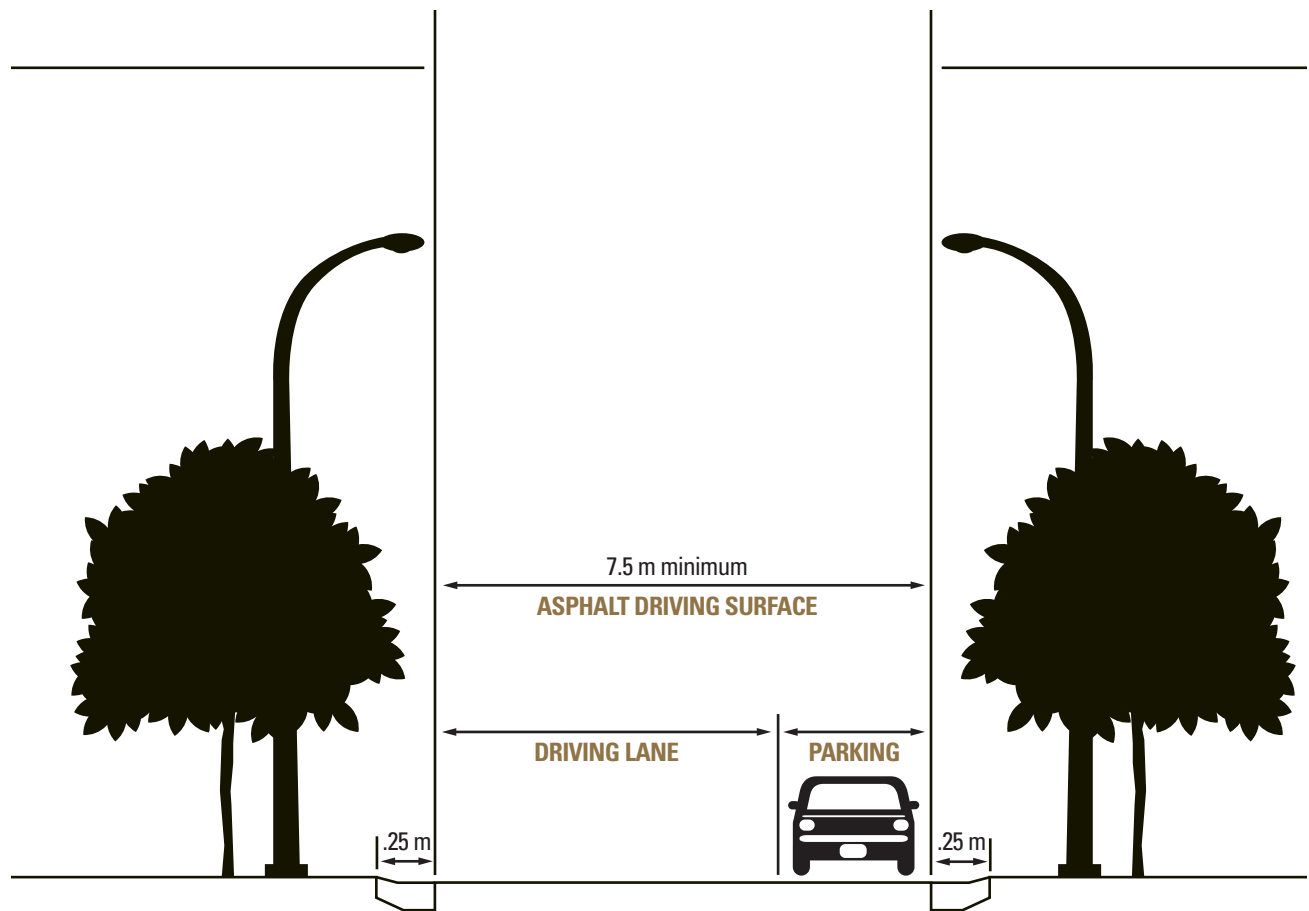 7.5 m minimum
ASPHALT DRIVING SURFACE
DRIVING LANE
PARKING
.25 m
.25 m